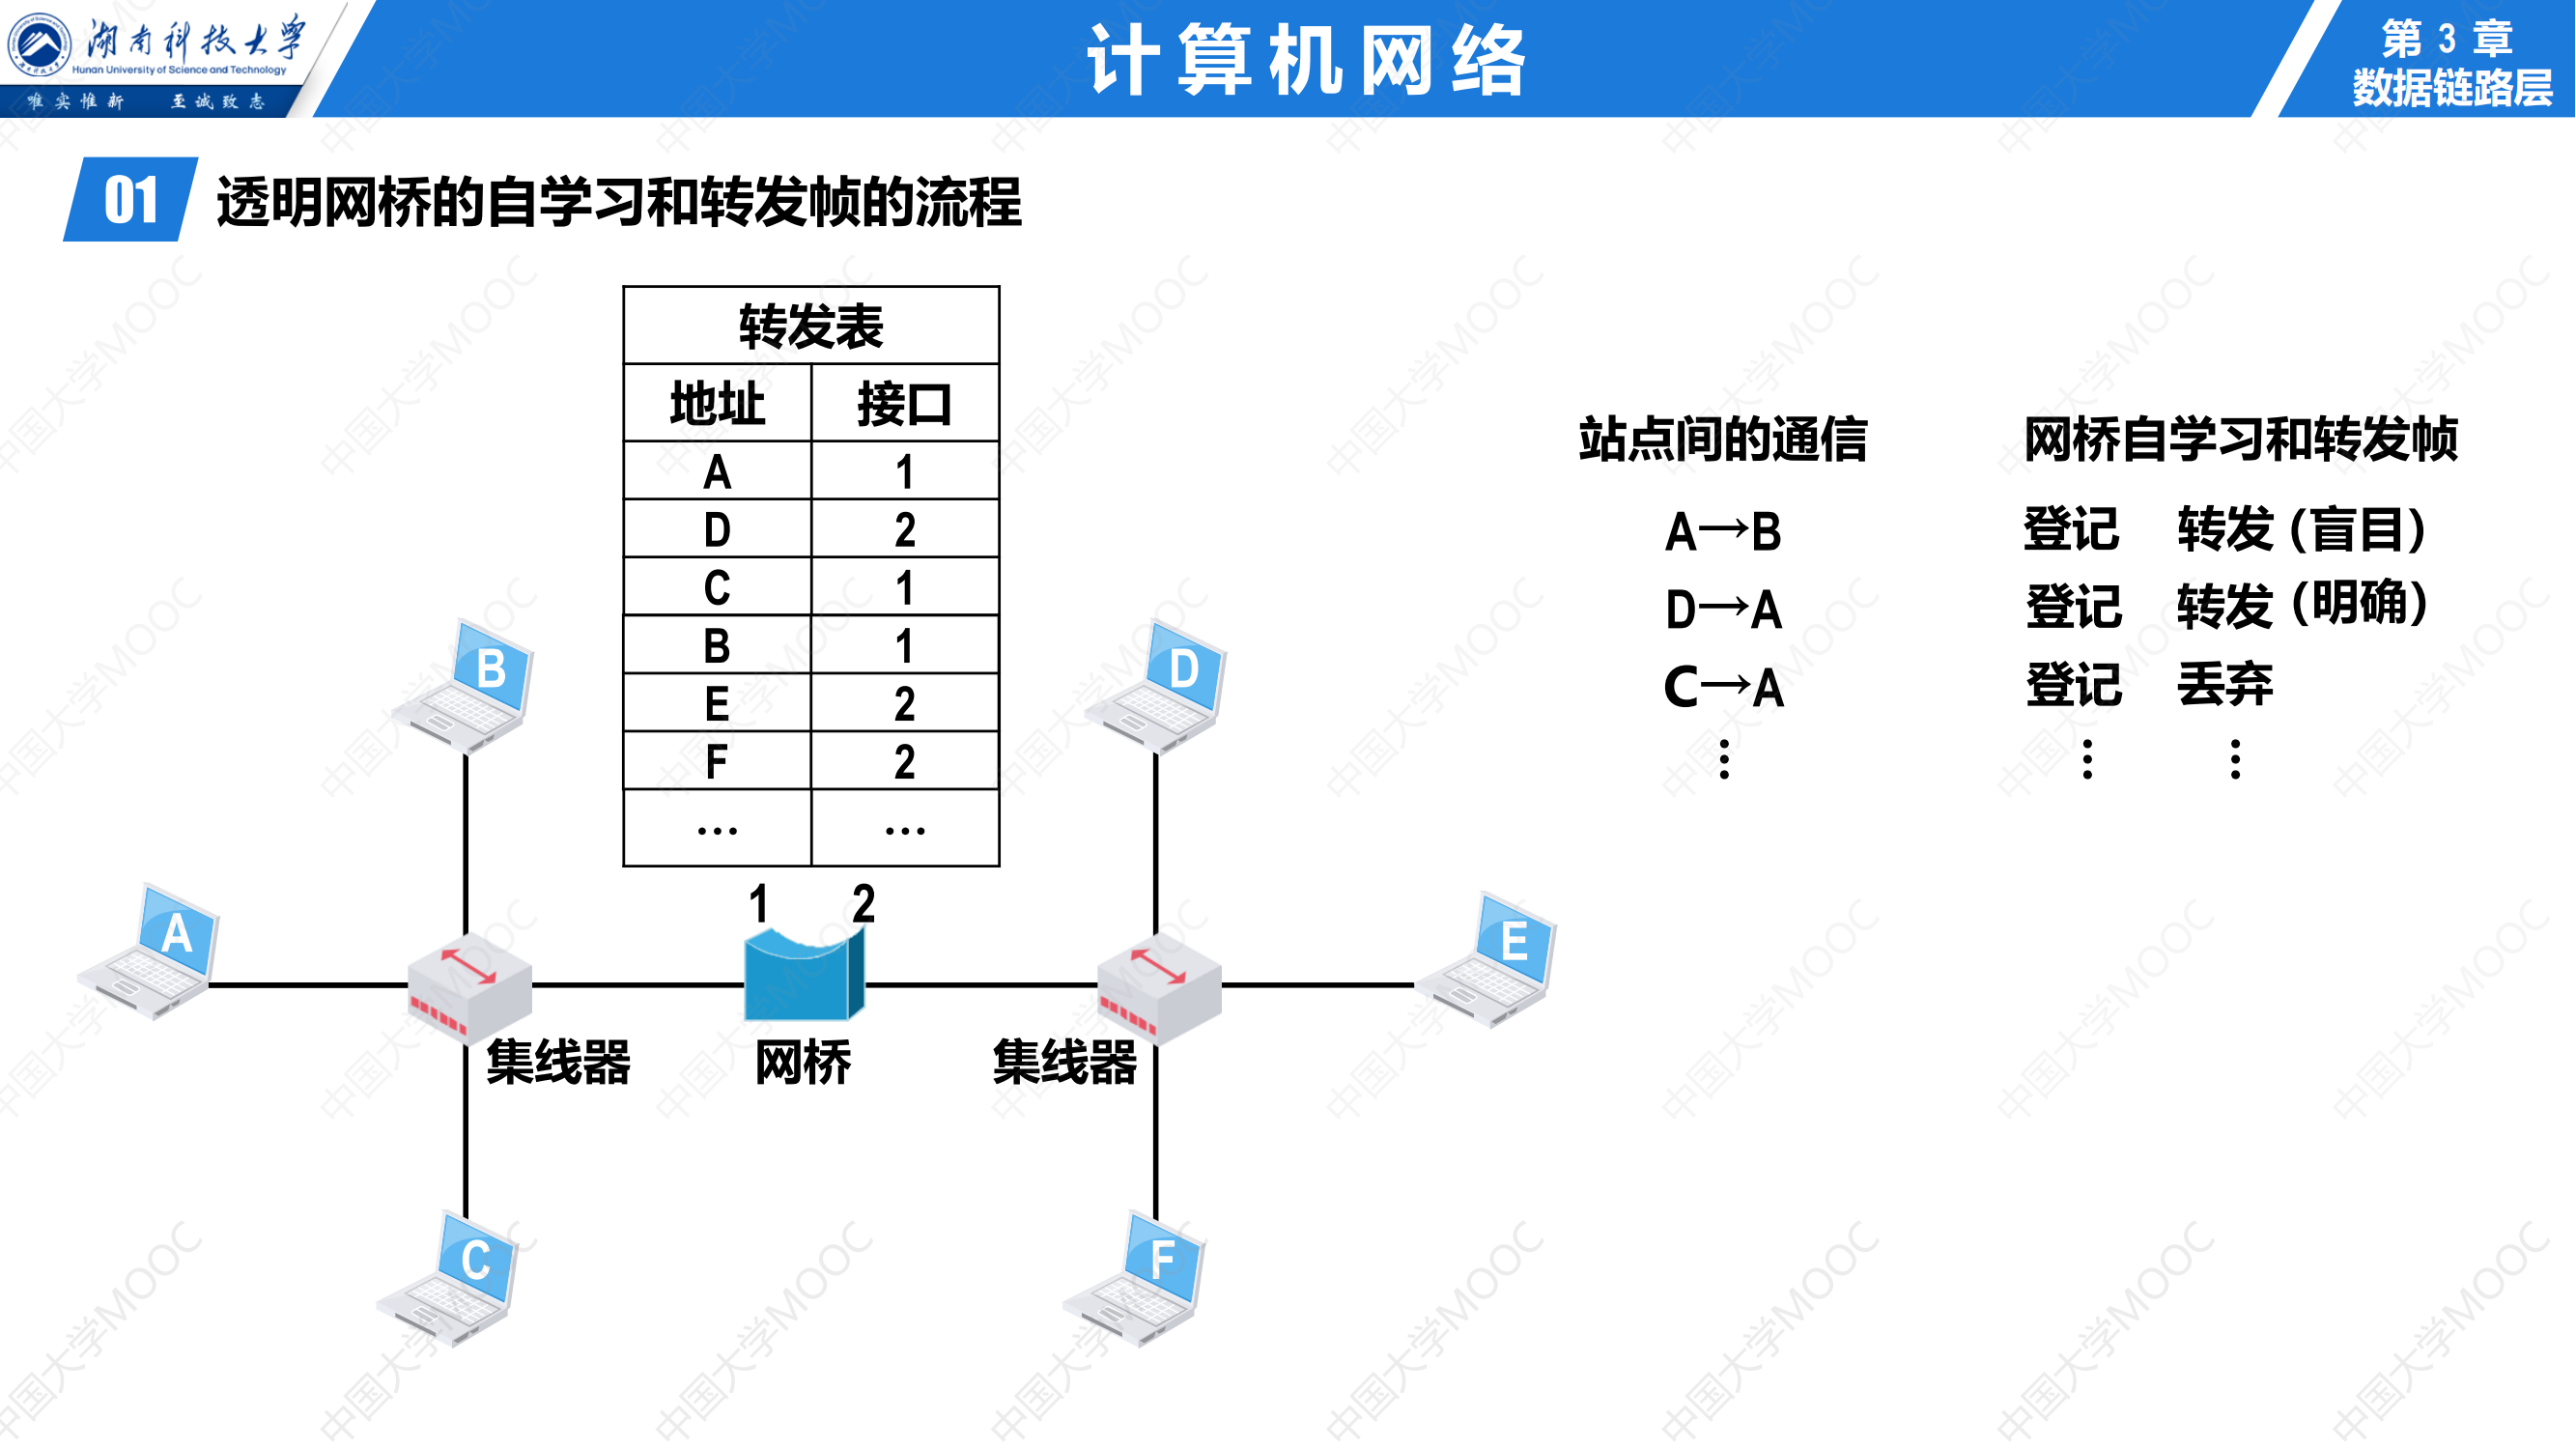 湖南科技大学
Hunan University of Science and Technology
唯实惟新 至诚致志
计算机网络
第 3 章
数据链路层
01 透明网桥的自学习和转发帧的流程
转发表
地址 接口
A 1
D 2
C 1
B 1
E 2
F 2
… …
站点间的通信 网桥自学习和转发帧
A→B 登记 转发(盲目)
D→A 登记 转发(明确)
C→A 登记 丢弃
⋮ ⋮ ⋮
B
D
1 2
A
E
集线器 网桥 集线器
C
F
中国大学MOOC